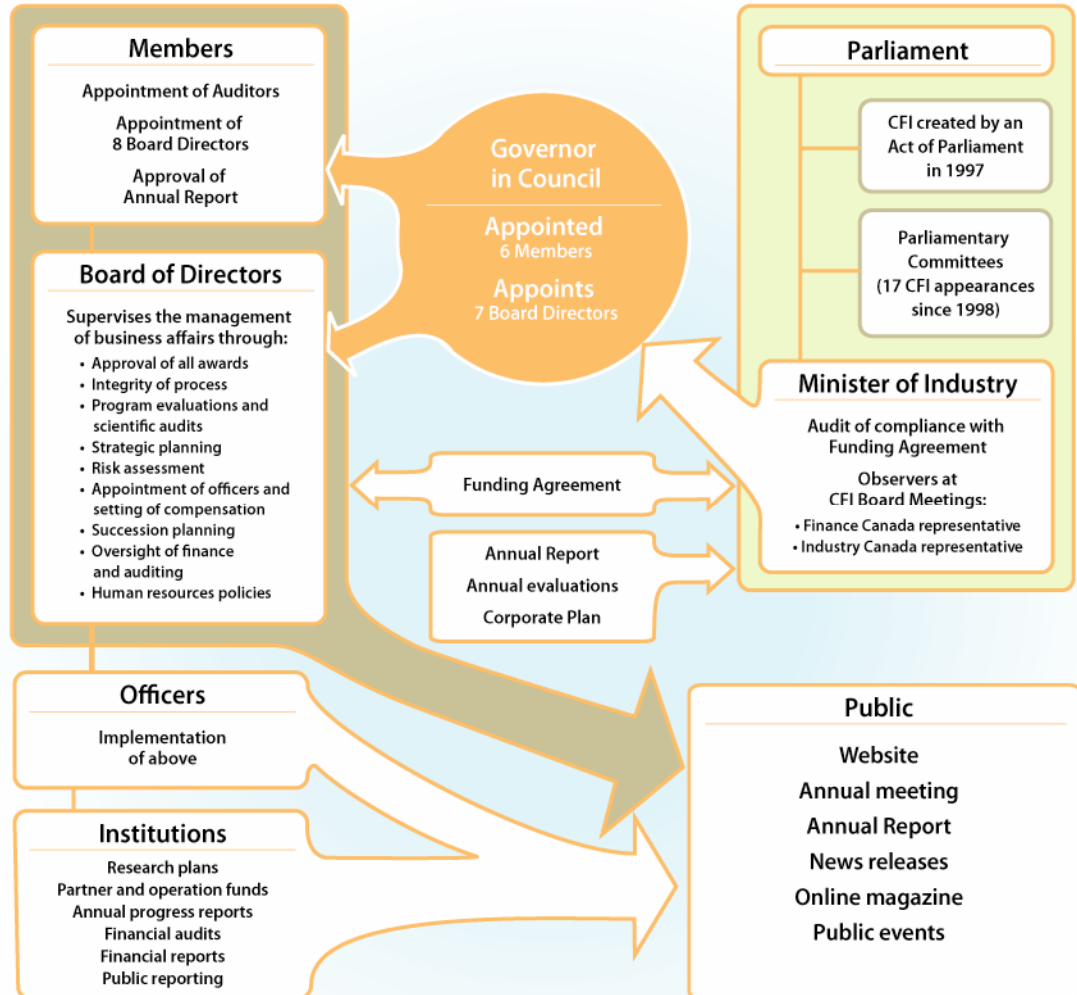 Members
Appointment of Auditors
Appointment of
8 Board Directors
Approval of
Annual Report
Board of Directors
Supervises the management
of business affairs through:
• Approval of all awards
• Integrity of process
• Program evaluations and
scientific audits
• Strategic planning
• Risk assessment
• Appointment of officers and
setting of compensation
• Succession planning
• Oversight of finance
and auditing
• Human resources policies
Officers
Implementation
of above
Institutions
Research plans
Partner and operation funds
Annual progress reports
Financial audits
Financial reports
Public reporting
Governor
in Council
Appointed
6 Members
Appoints
7 Board Directors
Funding Agreement
Annual Report
Annual evaluations
Corporate Plan
Parliament
CFI created by an
Act of Parliament
in 1997
Parliamentary
Committees
(17 CFI appearances
since 1998)
Minister of Industry
Audit of compliance with
Funding Agreement
Observers at
CFI Board Meetings:
• Finance Canada representative
• Industry Canada representative
Public
Website
Annual meeting
Annual Report
News releases
Online magazine
Public events